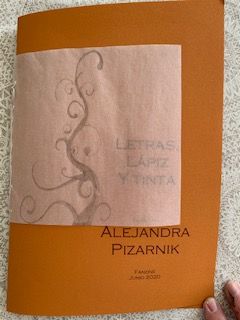 LETRAS,
LÁPIZ
Y TINTA
ALEJANDRA
PIZARNIK
FANZINE
JUNIO 2020